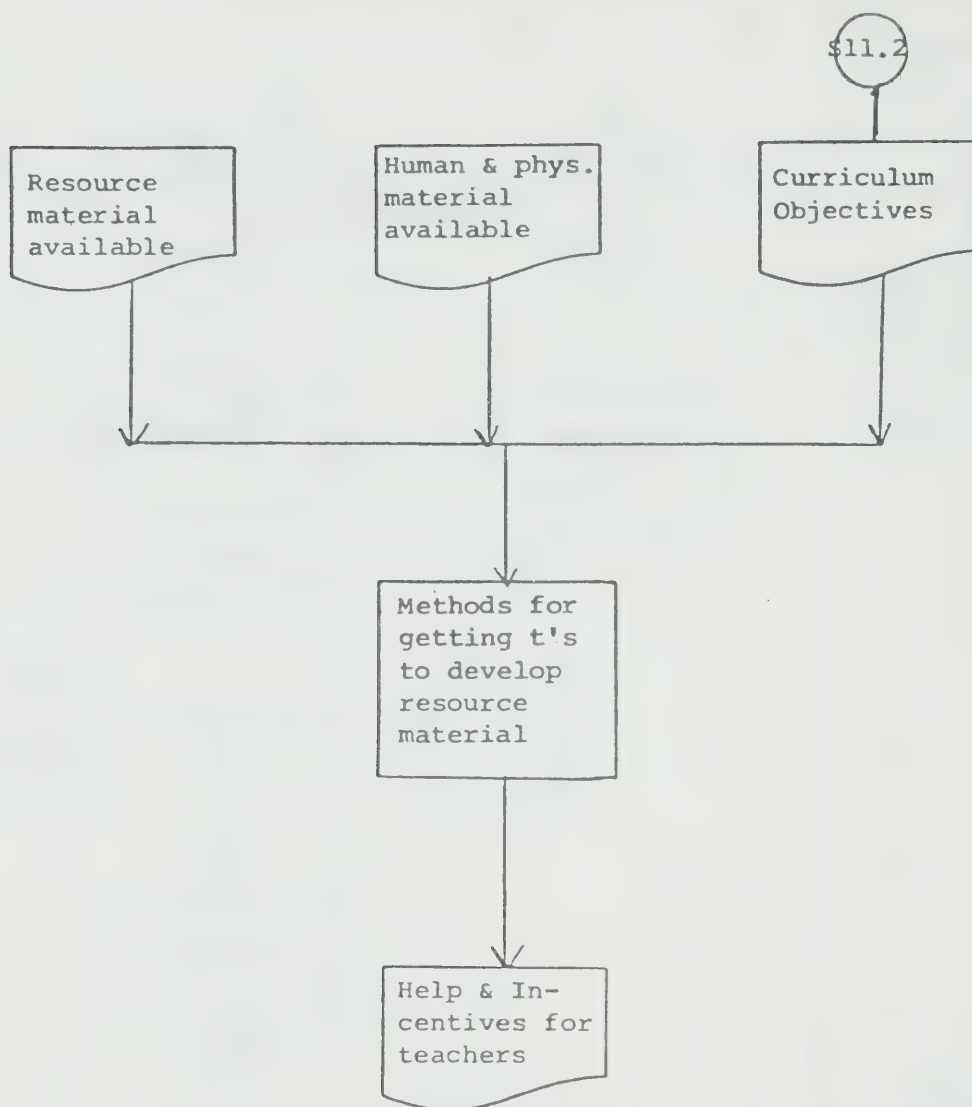 S11.2
Resource
material
available
Human & phys.
material
available
Curriculum
Objectives
Methods for
getting t's
to develop
resource
material
Help & In-
centives for
teachers